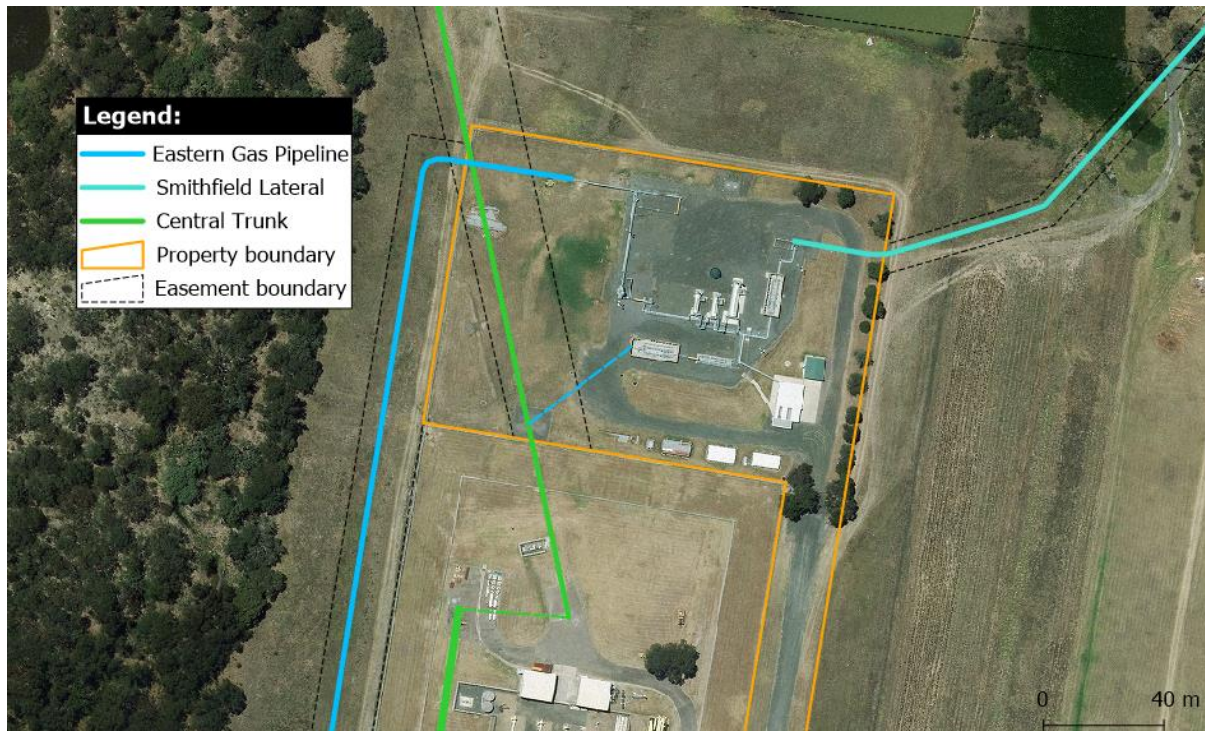 Legend:
Eastern Gas Pipeline
Smithfield Lateral
Central Trunk
Property boundary
Easement boundary
0 40 m